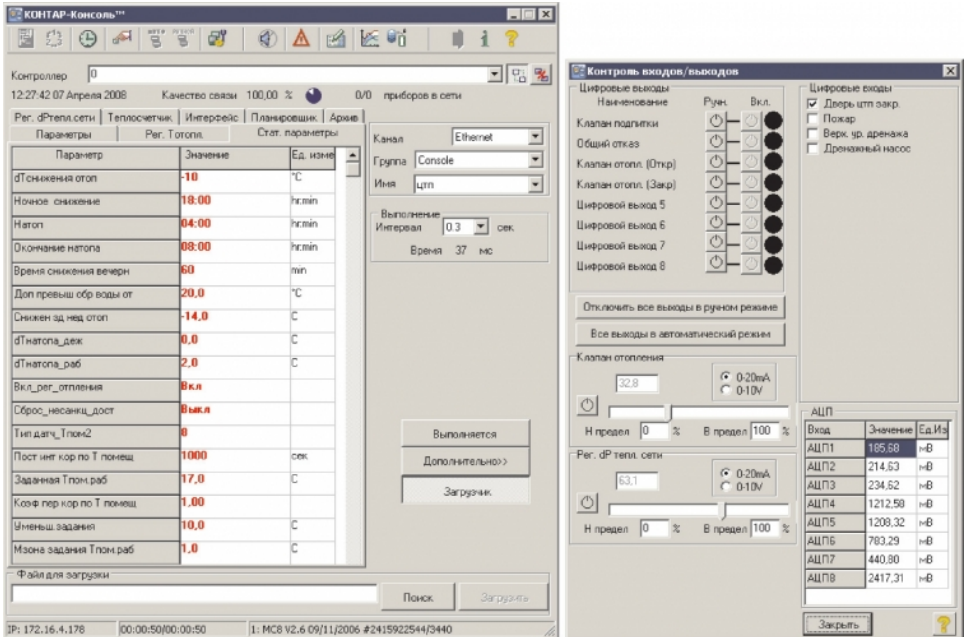 КОНТАР-Консоль™
Контроллер 0
12:27:42 07 Апреля 2008 Качество связи 100,00 % 0/0 приборов в сети
Рег. dPтепл.сети Теплосчетчик Интерфейс Планировщик Архив
Параметры Рег. Т отопл. Стат. параметры
Параметр Значение Ед. изме
dTснижения отоп -10 °C
Ночное снижение 18:00 hr:min
Натоп 04:00 hr:min
Окончание натопа 08:00 hr:min
Время снижения вечерн 60 min
Доп превыш обр воды от 20,0 °C
Снижен зд нед отоп -14,0 C
dTнатопа_деж 0,0 C
dTнатопа_раб 2,0 C
Вкл_рег_отпления Вкл
Сброс_несанкц_дост Выкл
Тип датч_Тпом2 0
Пост инт кор по Т помещ 1000 сек
Заданная Тпом.раб 17,0 C
Коэф пер кор по Т помещ 1,00
Уменьш.задания 10,0 C
Мзона задания Тпом.раб 1,0 C
Канал Ethernet
Группа Console
Имя цтп
Выполнение
Интервал 0.3 сек
Время 37 мс
Выполняется
Дополнительно>>
Загрузчик
Файл для загрузки
Поиск Загрузить
IP: 172.16.4.178 00:00:50/00:00:50 1: MC8 V2.6 09/11/2006 #2415922544/3440
Контроль входов/выходов
Цифровые выходы
Наименование Ручн. Вкл.
Клапан подпитки
Общий отказ
Клапан отопл. (Откр)
Клапан отопл. (Закр)
Цифровой выход 5
Цифровой выход 6
Цифровой выход 7
Цифровой выход 8
Отключить все выходы в ручном режиме
Все выходы в автоматический режим
Клапан отопления
32,8 0-20mA
0-10V
Н предел 0 % В предел 100 %
Рег. dP тепл. сети
63,1 0-20mA
0-10V
Н предел 0 % В предел 100 %
Цифровые входы
Дверь цтп закр.
Пожар
Верх. ур. дренажа
Дренажный насос
АЦП
Вход Значение Ед.Из
АЦП1 185,68 мВ
АЦП2 214,63 мВ
АЦП3 234,62 мВ
АЦП4 1212,58 мВ
АЦП5 1208,32 мВ
АЦП6 783,29 мВ
АЦП7 440,80 мВ
АЦП8 2417,31 мВ
Закрыть